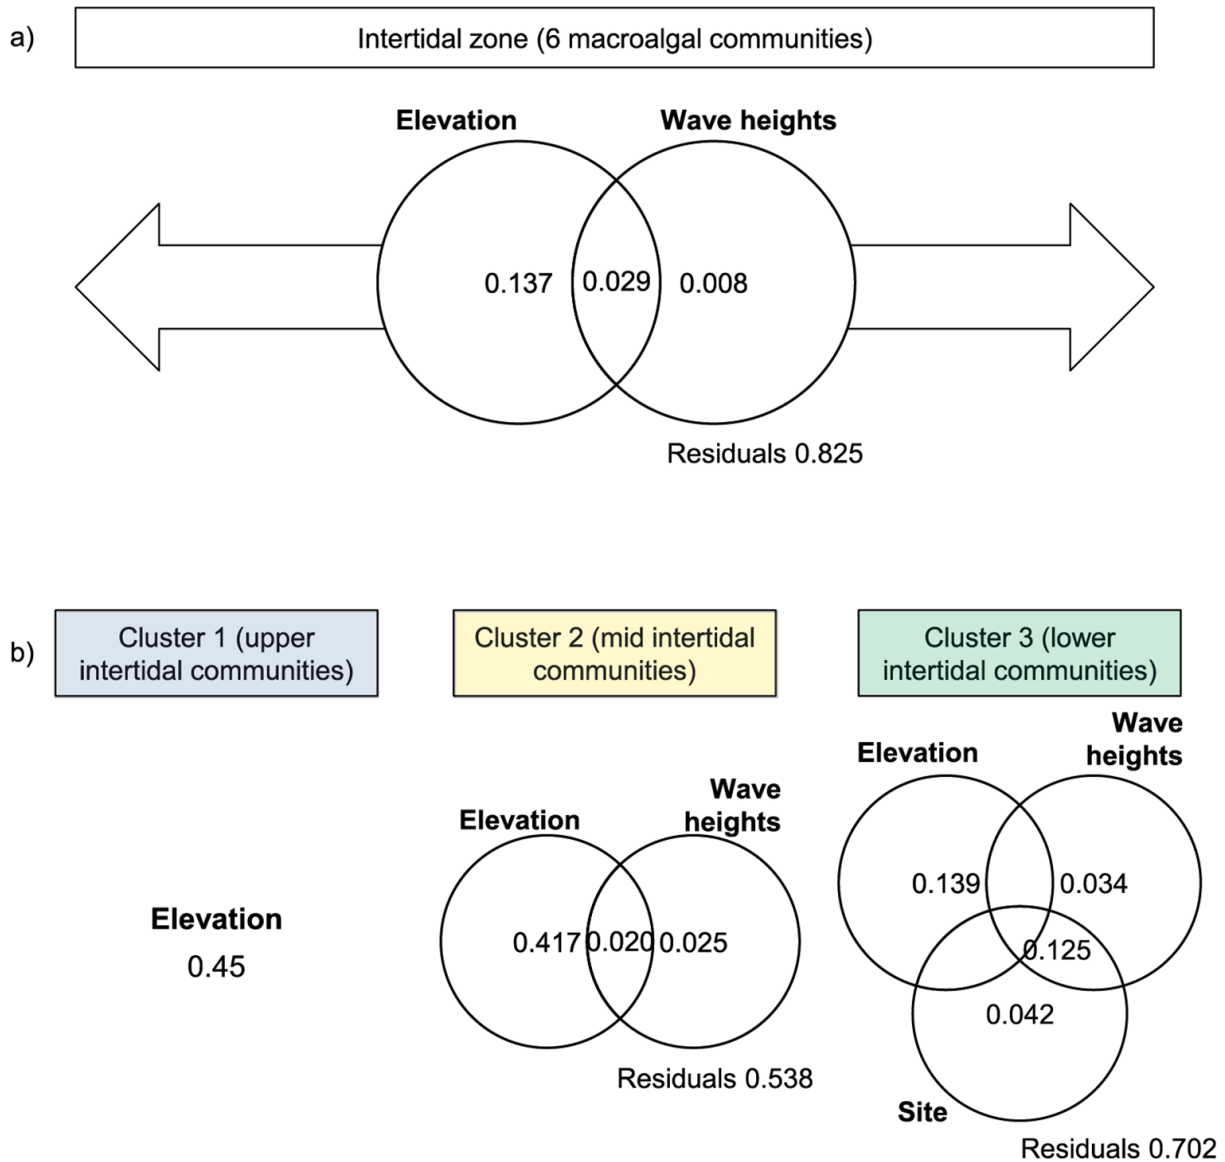 a)
Intertidal zone (6 macroalgal communities)
Elevation
Wave heights
0.137
0.029
0.008
Residuals 0.825
b)
Cluster 1 (upper
intertidal communities)
Cluster 2 (mid intertidal
communities)
Cluster 3 (lower
intertidal communities)
Elevation
0.45
Elevation
Wave
heights
0.417
0.020
0.025
Residuals 0.538
Elevation
Wave
heights
0.139
0.034
0.125
0.042
Site
Residuals 0.702